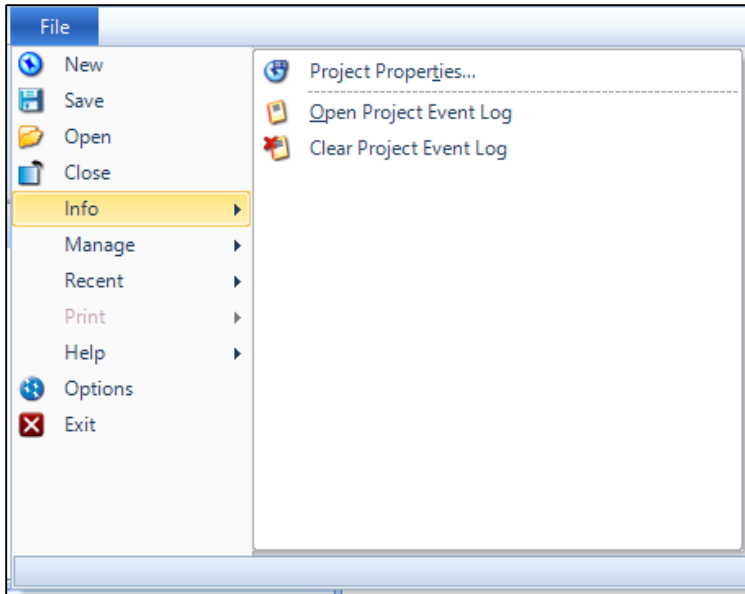 File
New
Save
Open
Close
Info
Manage
Recent
Print
Help
Options
Exit
Project Properties...
Open Project Event Log
Clear Project Event Log